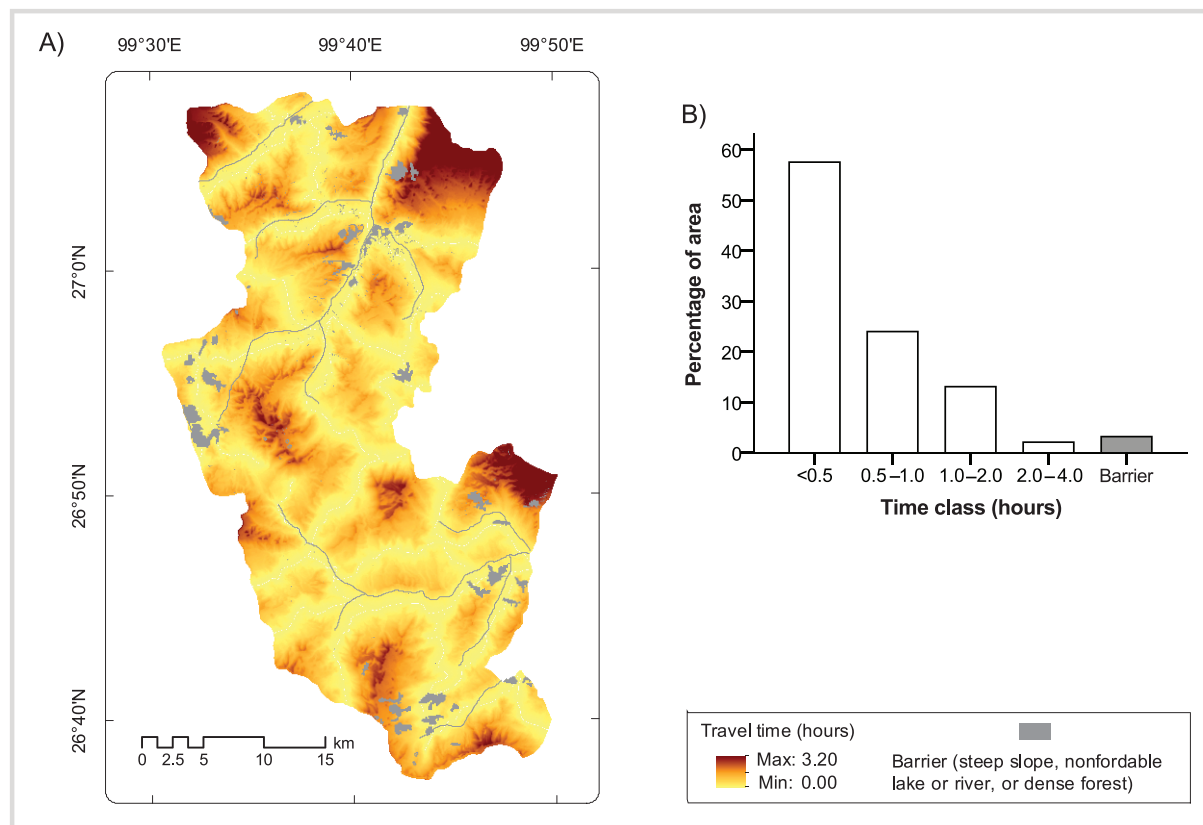 A)
99°30'E 99°40'E 99°50'E
27°0'N
26°50'N
26°40'N
km
0 2.5 5 10 15
B)
Percentage of area
60
50
40
30
20
10
0
<0.5 0.5–1.0 1.0–2.0 2.0–4.0 Barrier
Time class (hours)
Travel time (hours)
Max: 3.20
Min: 0.00
Barrier (steep slope, nonfordable
lake or river, or dense forest)